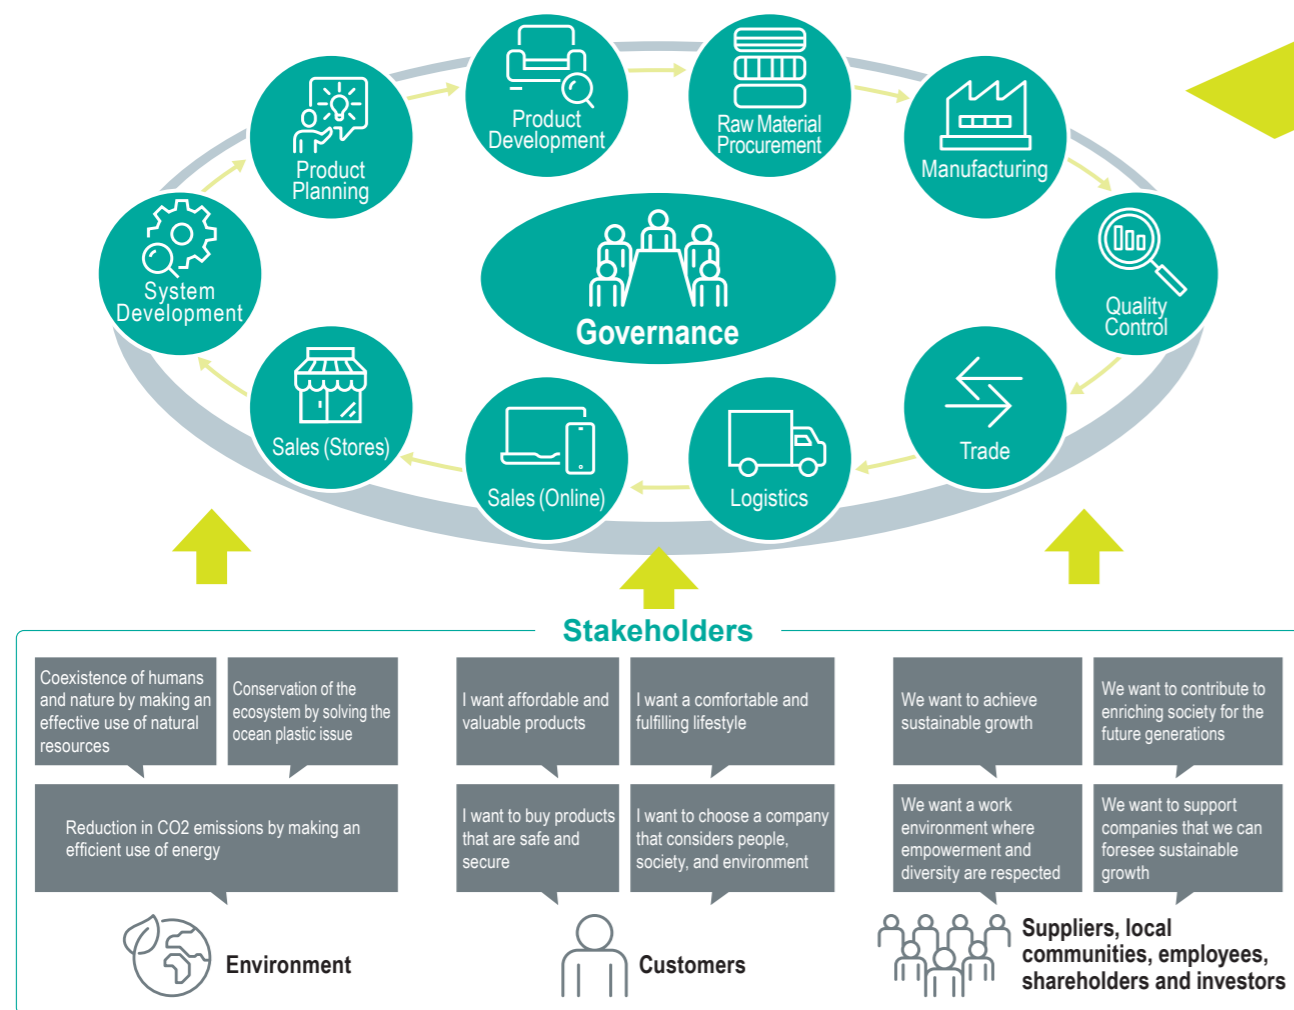 Product
Development
Raw Material
Procurement
Product
Planning
Manufacturing
System
Development
Quality
Control
Governance
Sales (Stores)
Trade
Sales (Online)
Logistics
Stakeholders
Coexistence of humans
and nature by making an
effective use of natural
resources
Conservation of the
ecosystem by solving the
ocean plastic issue
Reduction in CO2 emissions by making an
efficient use of energy
Environment
I want affordable and
valuable products
I want a comfortable and
fulfilling lifestyle
I want to buy products
that are safe and
secure
I want to choose a company
that considers people,
society, and environment
Customers
We want to achieve
sustainable growth
We want to contribute to
enriching society for the
future generations
We want a work
environment where
empowerment and
diversity are respected
We want to support
companies that we can
foresee sustainable
growth
Suppliers, local
communities, employees,
shareholders and investors